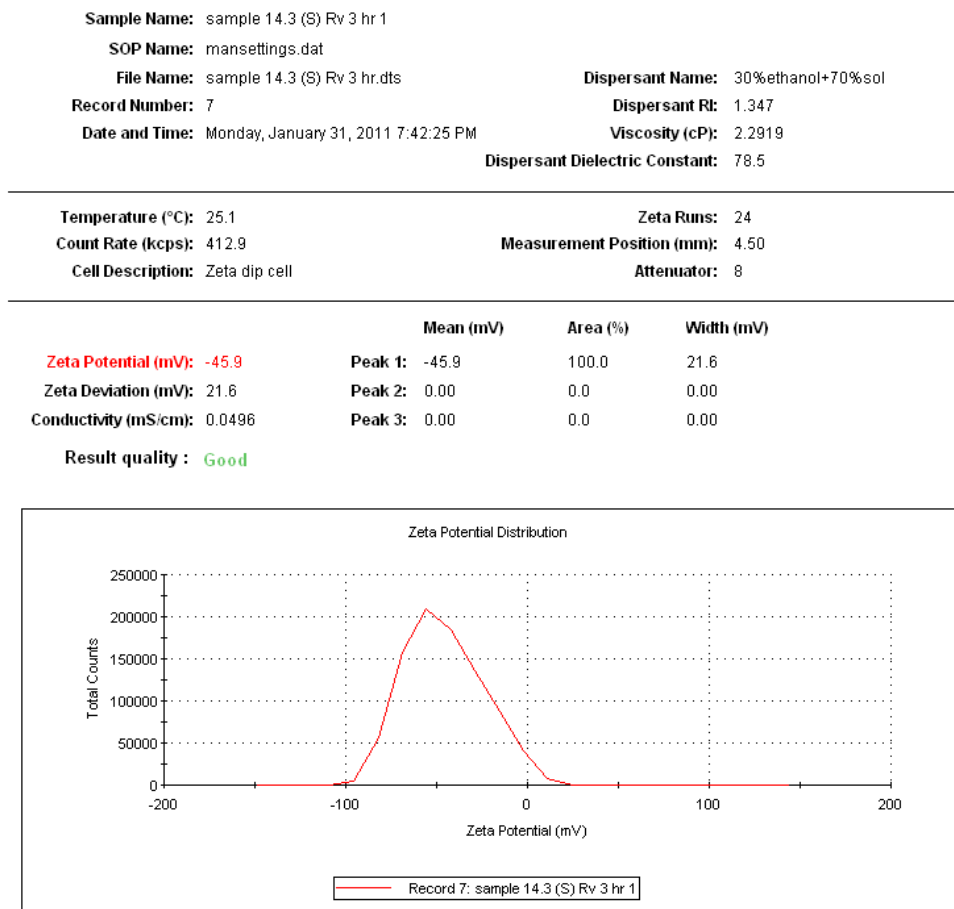 Sample Name: sample 14.3 (S) Rv 3 hr 1
SOP Name: mansettings.dat
File Name: sample 14.3 (S) Rv 3 hr.dts Dispersant Name: 30%ethanol+70%sol
Record Number: 7 Dispersant RI: 1.347
Date and Time: Monday, January 31, 2011 7:42:25 PM Viscosity (cP): 2.2919
Dispersant Dielectric Constant: 78.5
Temperature (°C): 25.1 Zeta Runs: 24
Count Rate (kcps): 412.9 Measurement Position (mm): 4.50
Cell Description: Zeta dip cell Attenuator: 8
Mean (mV) Area (%) Width (mV)
Zeta Potential (mV): -45.9 Peak 1: -45.9 100.0 21.6
Zeta Deviation (mV): 21.6 Peak 2: 0.00 0.0 0.00
Conductivity (mS/cm): 0.0496 Peak 3: 0.00 0.0 0.00
Result quality : Good
Zeta Potential Distribution
250000
200000
150000
100000
50000
0
Total Counts
-200 -100 0 100 200
Zeta Potential (mV)
Record 7: sample 14.3 (S) Rv 3 hr 1